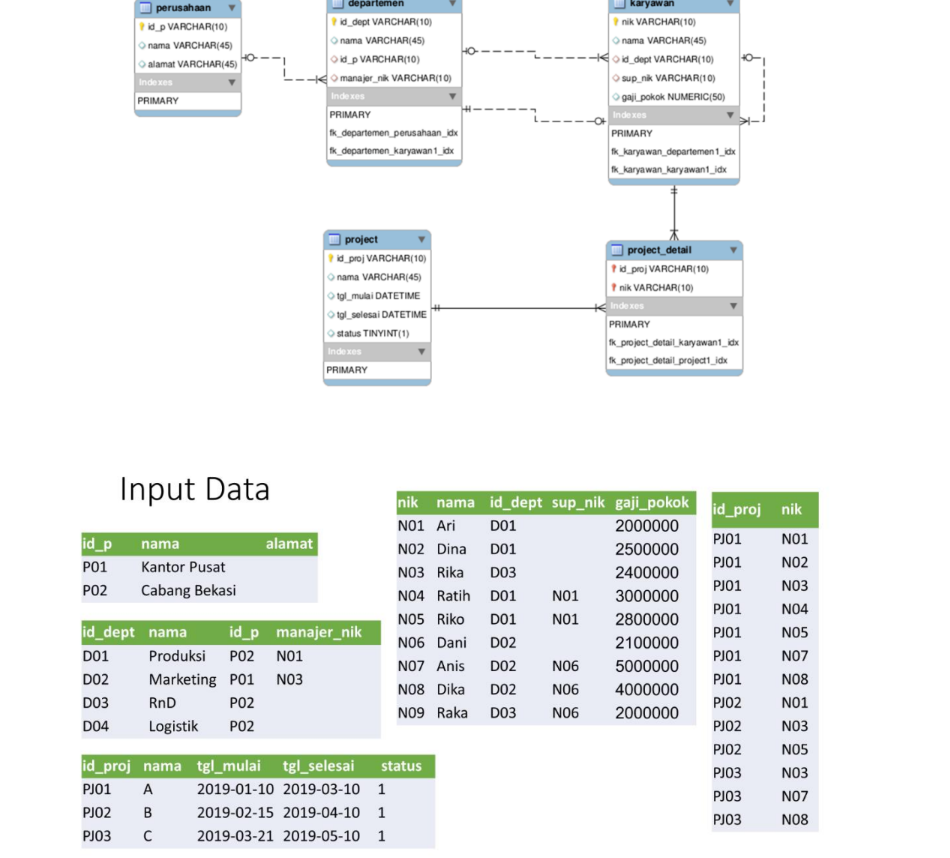 perusahaan
id_p VARCHAR(10)
nama VARCHAR(45)
alamat VARCHAR(45)
Indexes
PRIMARY
departemen
id_dept VARCHAR(10)
nama VARCHAR(45)
id_p VARCHAR(10)
manajer_nik VARCHAR(10)
Indexes
PRIMARY
fk_departemen_perusahaan_idx
fk_departemen_karyawan1_idx
karyawan
nik VARCHAR(10)
nama VARCHAR(45)
id_dept VARCHAR(10)
sup_nik VARCHAR(10)
gaji_pokok NUMERIC(50)
Indexes
PRIMARY
fk_karyawan_departemen1_idx
fk_karyawan_karyawan1_idx
project
id_proj VARCHAR(10)
nama VARCHAR(45)
tgl_mulai DATETIME
tgl_selesai DATETIME
status TINYINT(1)
Indexes
PRIMARY
project_detail
id_proj VARCHAR(10)
nik VARCHAR(10)
Indexes
PRIMARY
fk_project_detail_karyawan1_idx
fk_project_detail_project1_idx
Input Data
id_p nama alamat
P01 Kantor Pusat
P02 Cabang Bekasi
id_dept nama id_p manajer_nik
D01 Produksi P02 N01
D02 Marketing P01 N03
D03 RnD P02
D04 Logistik P02
id_proj nama tgl_mulai tgl_selesai status
PJ01 A 2019-01-10 2019-03-10 1
PJ02 B 2019-02-15 2019-04-10 1
PJ03 C 2019-03-21 2019-05-10 1
nik nama id_dept sup_nik gaji_pokok
N01 Ari D01 2000000
N02 Dina D01 2500000
N03 Rika D03 2400000
N04 Ratih D01 N01 3000000
N05 Riko D01 N01 2800000
N06 Dani D02 2100000
N07 Anis D02 N06 5000000
N08 Dika D02 N06 4000000
N09 Raka D03 N06 2000000
id_proj nik
PJ01 N01
PJ01 N02
PJ01 N03
PJ01 N04
PJ01 N05
PJ01 N07
PJ01 N08
PJ02 N01
PJ02 N03
PJ02 N05
PJ03 N03
PJ03 N07
PJ03 N08